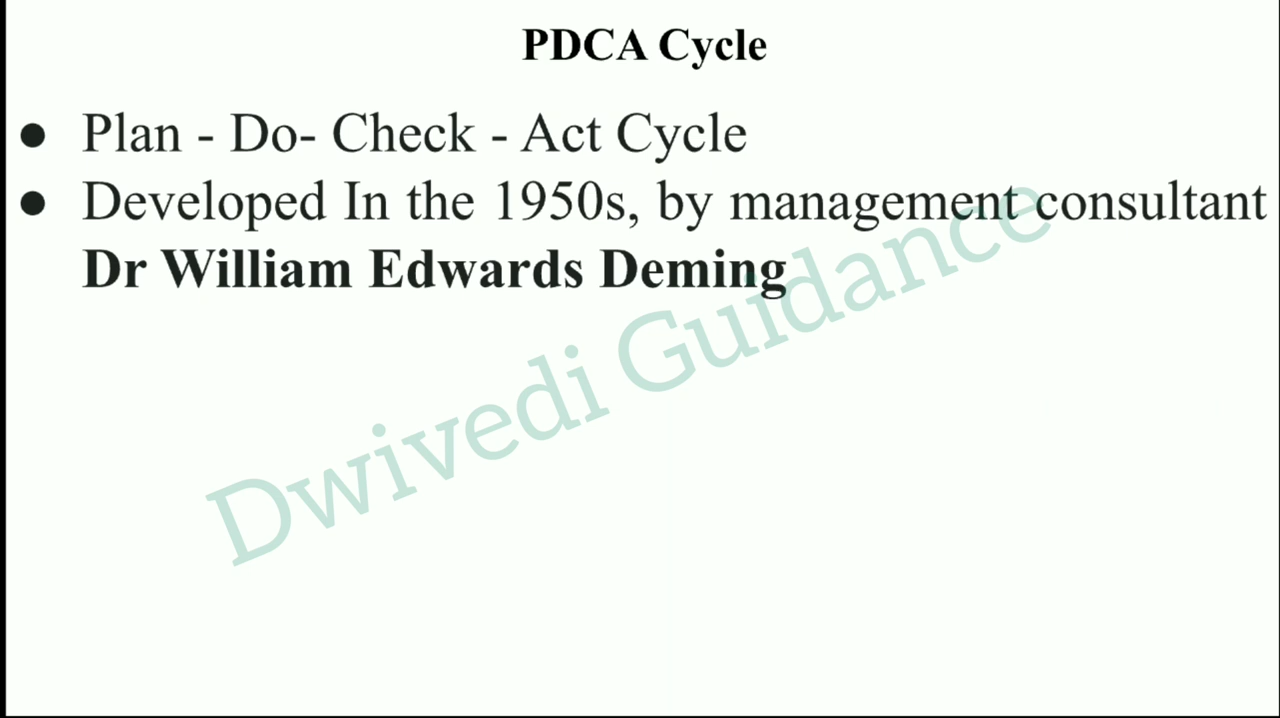 PDCA Cycle
● Plan - Do- Check - Act Cycle
● Developed In the 1950s, by management consultant
Dr William Edwards Deming
Dwivedi Guidance